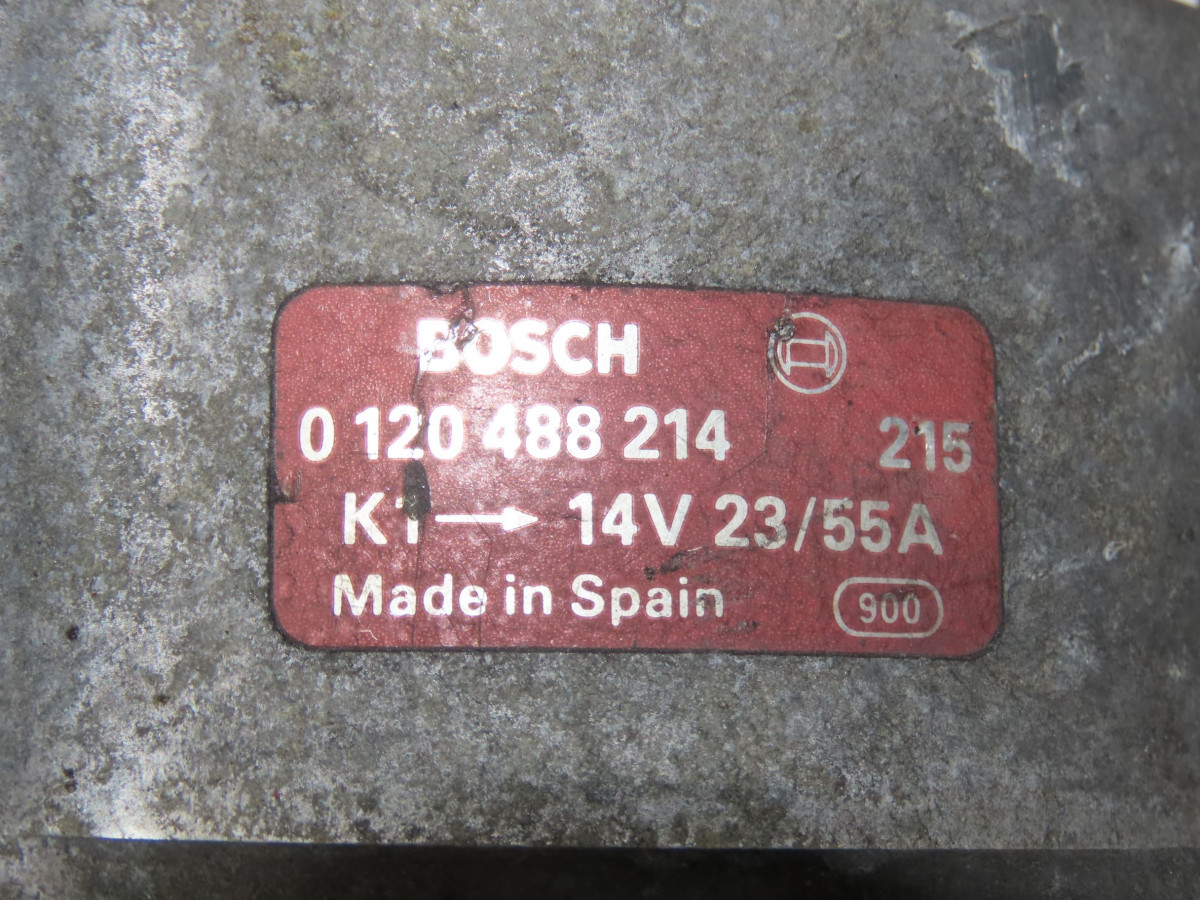 BOSCH
0 120 488 214 215
K1 → 14V 23/55A
Made in Spain 900